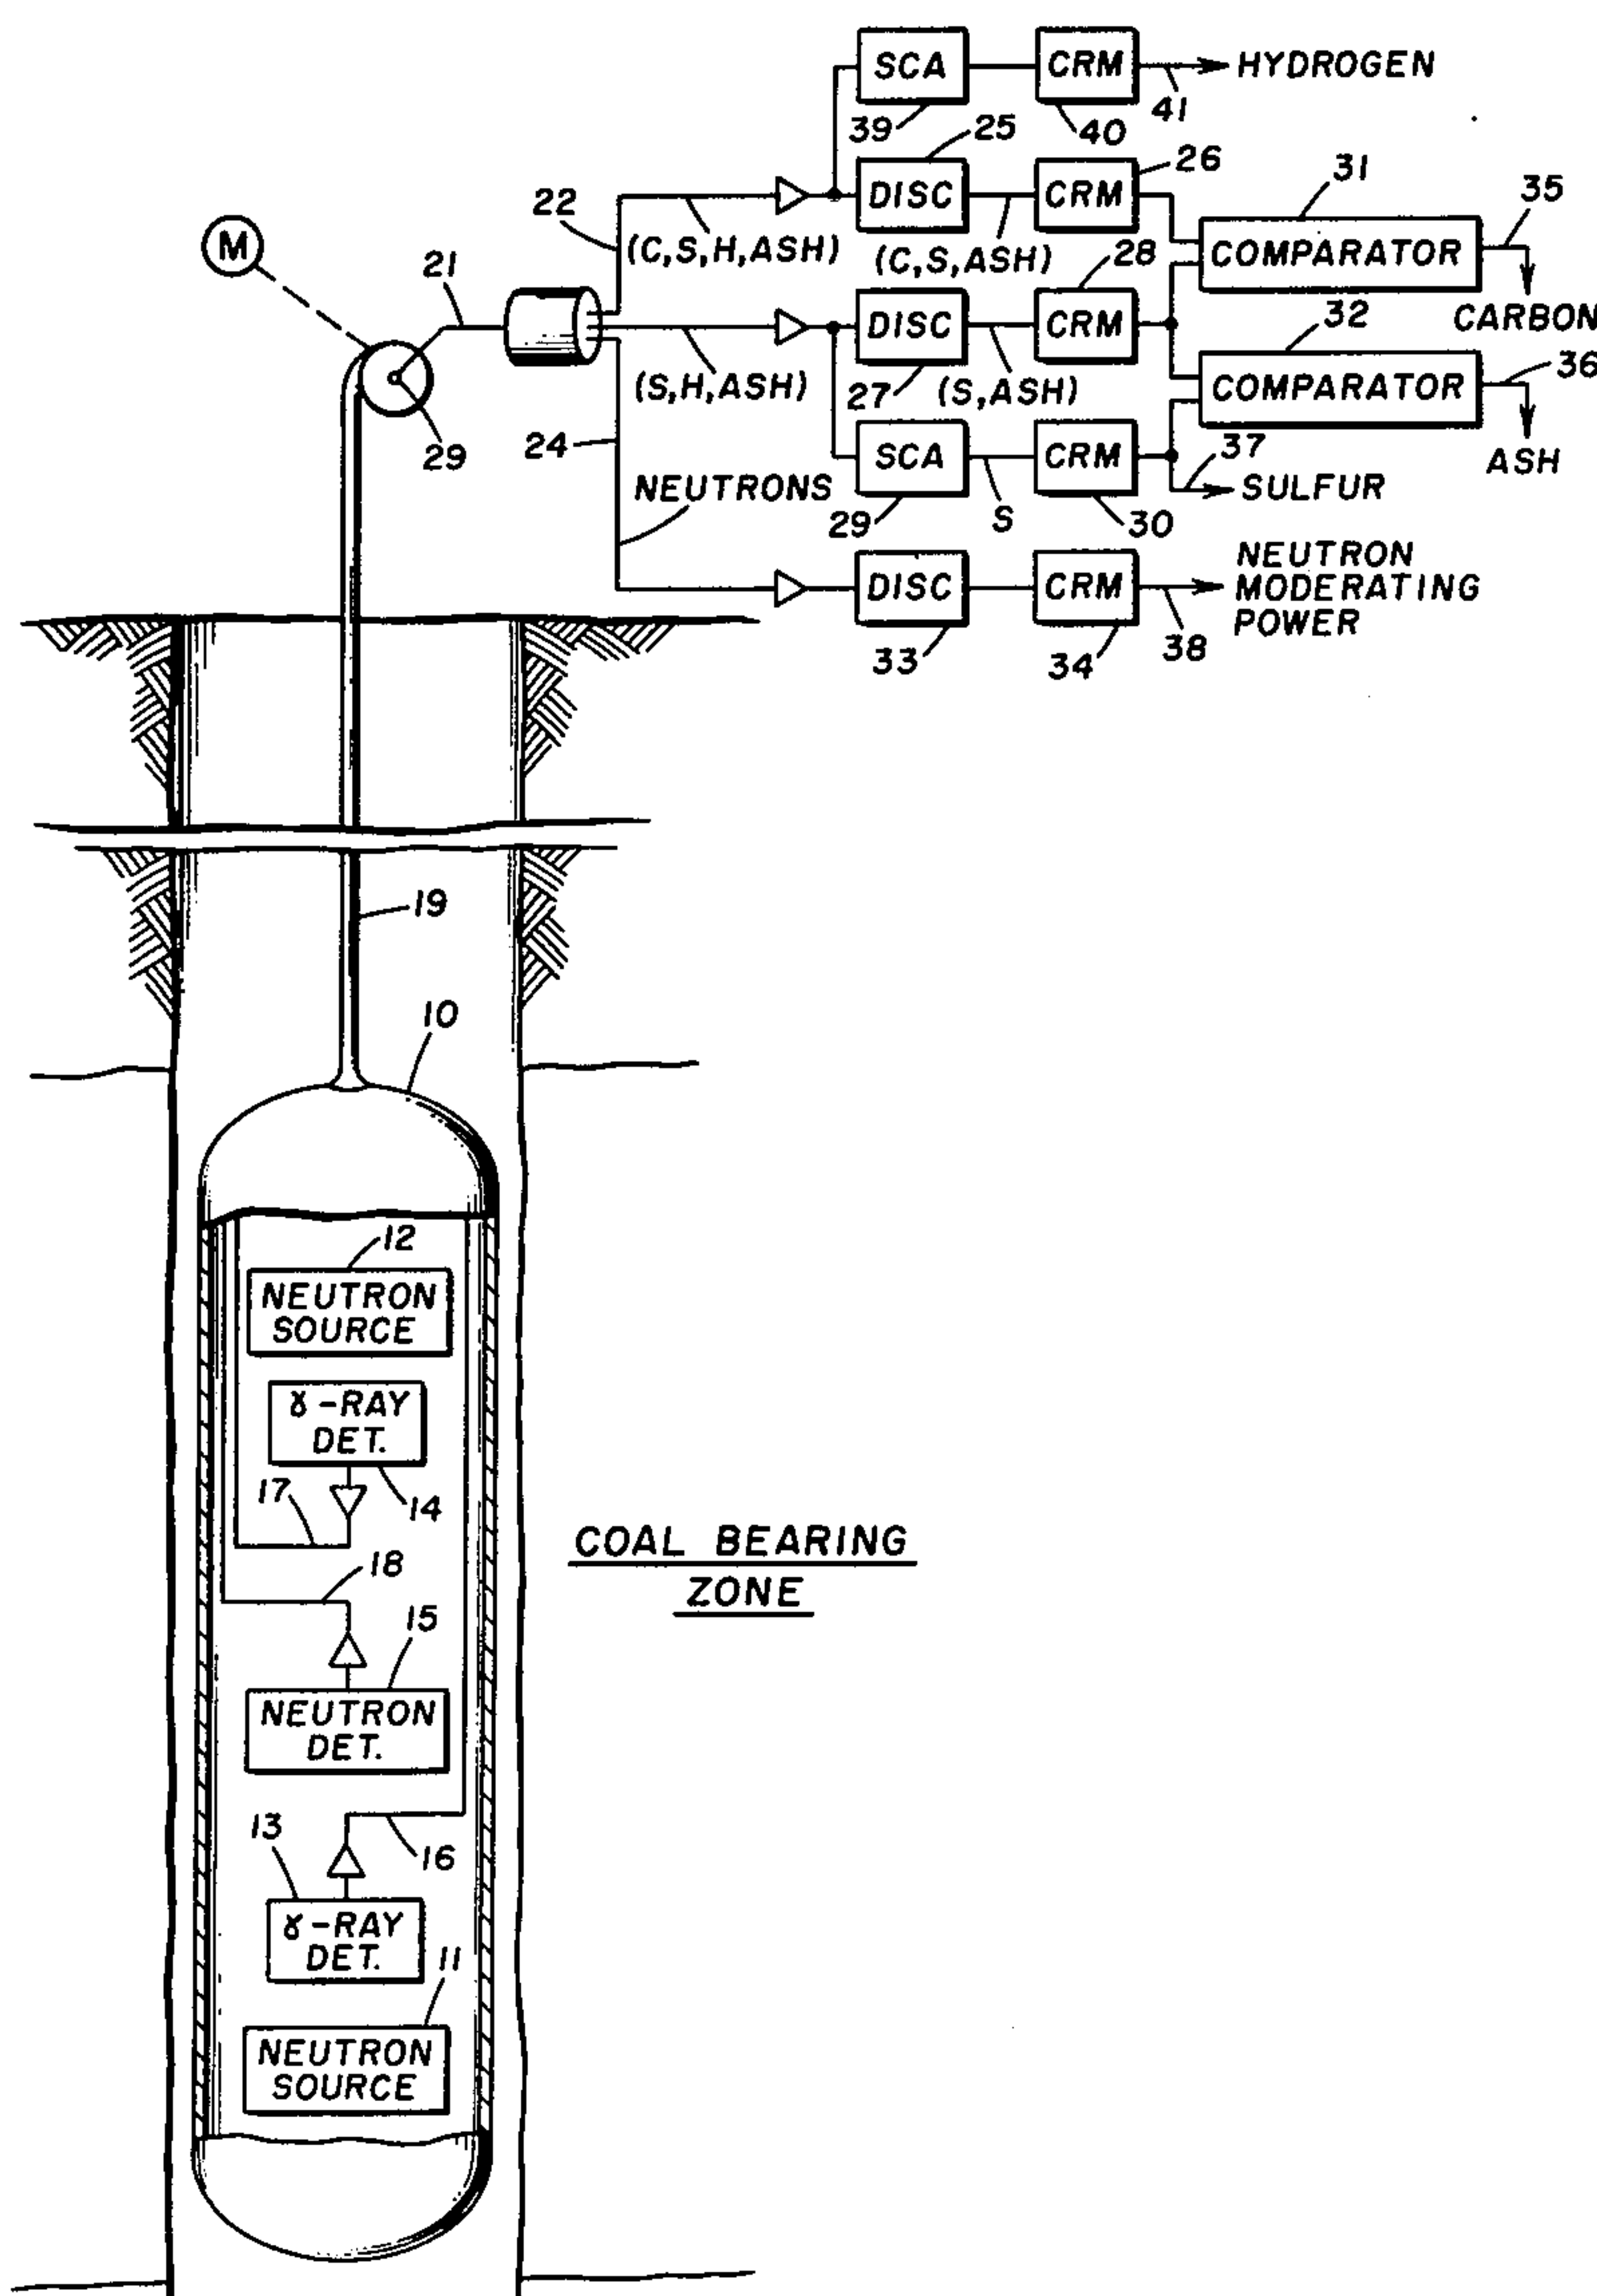 SCA
CRM
HYDROGEN
39
40
41
25
26
DISC
CRM
31
35
22
(C,S,H,ASH)
(C,S,ASH)
28
COMPARATOR
M
21
CARBON
DISC
CRM
32
36
(S,H,ASH)
27
(S,ASH)
COMPARATOR
29
24
SCA
CRM
37
ASH
NEUTRONS
SULFUR
29
S
30
DISC
CRM
NEUTRON
MODERATING
POWER
33
34
38
19
10
12
NEUTRON
SOURCE
γ-RAY
DET.
17
14
COAL BEARING
ZONE
18
15
NEUTRON
DET.
13
16
γ-RAY
DET.
11
NEUTRON
SOURCE